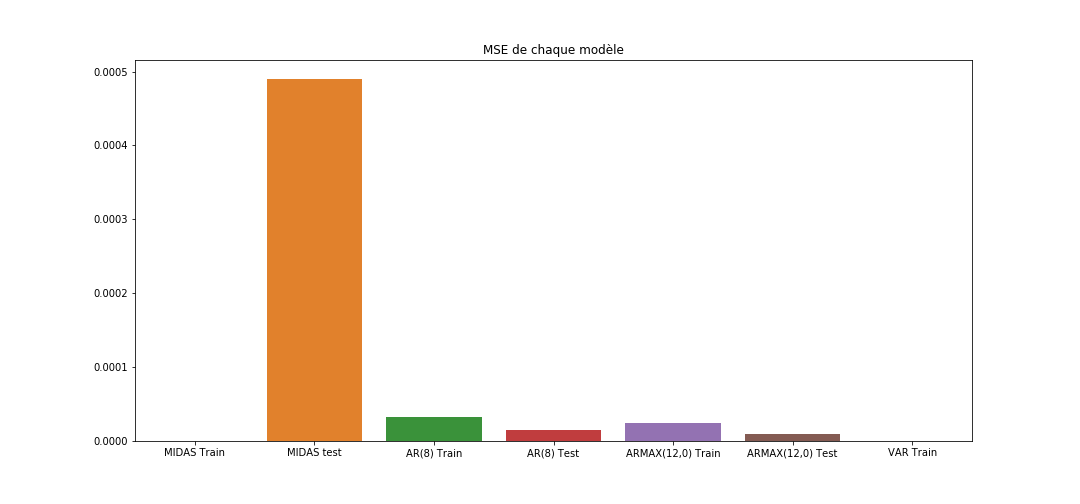 MSE de chaque modèle
0.0005
0.0004
0.0003
0.0002
0.0001
0.0000
MIDAS Train
MIDAS test
AR(8) Train
AR(8) Test
ARMAX(12,0) Train
ARMAX(12,0) Test
VAR Train